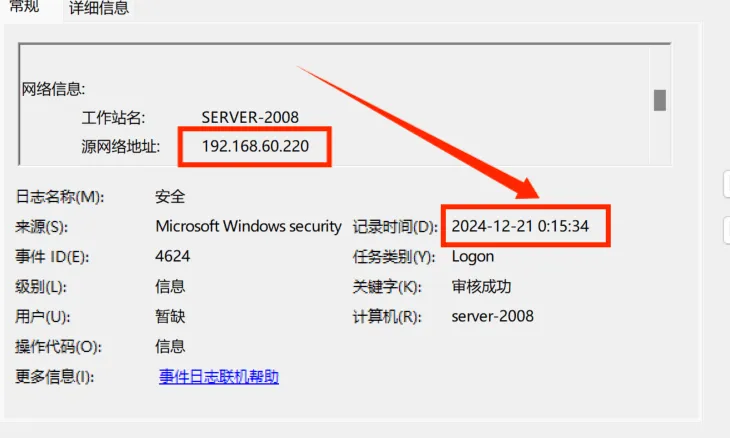 常规 详细信息
网络信息:
工作站名: SERVER-2008
源网络地址: 192.168.60.220
日志名称(M): 安全
来源(S): Microsoft Windows security 记录时间(D): 2024-12-21 0:15:34
事件 ID(E): 4624 任务类别(Y): Logon
级别(L): 信息 关键字(K): 审核成功
用户(U): 暂缺 计算机(R): server-2008
操作代码(O): 信息
更多信息(I): 事件日志联机帮助